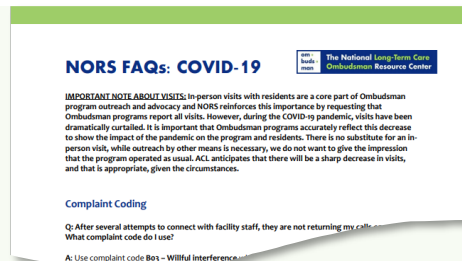 NORS FAQs: COVID-19
om
buds
man
The National Long-Term Care
Ombudsman Resource Center
IMPORTANT NOTE ABOUT VISITS: In-person visits with residents are a core part of Ombudsman
program outreach and advocacy and NORS reinforces this importance by requesting that
Ombudsman programs report all visits. However, during the COVID-19 pandemic, visits have been
dramatically curtailed. It is important that Ombudsman programs accurately reflect this decrease
to show the impact of the pandemic on the program and residents. There is no substitute for an in-
person visit, while outreach by other means is necessary, we do not want to give the impression
that the program operated as usual. ACL anticipates that there will be a sharp decrease in visits,
and that is appropriate, given the circumstances.
Complaint Coding
Q: After several attempts to connect with facility staff, they are not returning my calls
What complaint code do I use?
A: Use complaint code B03 – Willful interference